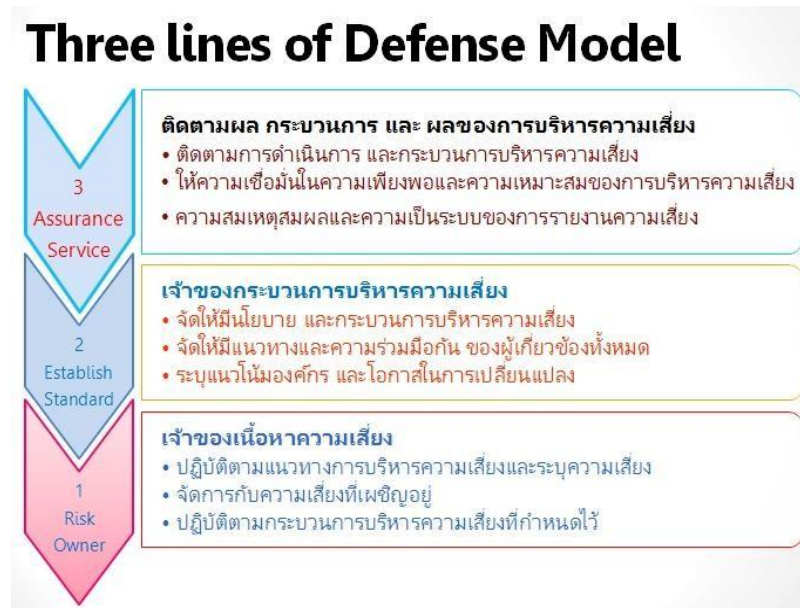 Three lines of Defense Model
3
Assurance
Service
ติดตามผล กระบวนการ และ ผลของการบริหารความเสี่ยง
• ติดตามการดำเนินการ และกระบวนการบริหารความเสี่ยง
• ให้ความเชื่อมั่นในความเพียงพอและความเหมาะสมของการบริหารความเสี่ยง
• ความสมเหตุสมผลและความเป็นระบบของการรายงานความเสี่ยง
2
Establish
Standard
เจ้าของกระบวนการบริหารความเสี่ยง
• จัดให้มีนโยบาย และกระบวนการบริหารความเสี่ยง
• จัดให้มีแนวทางและความร่วมมือกัน ของผู้เกี่ยวข้องทั้งหมด
• ระบุแนวโน้มองค์กร และโอกาสในการเปลี่ยนแปลง
1
Risk
Owner
เจ้าของเนื้อหาความเสี่ยง
• ปฏิบัติตามแนวทางการบริหารความเสี่ยงและระบุความเสี่ยง
• จัดการกับความเสี่ยงที่เผชิญอยู่
• ปฏิบัติตามกระบวนการบริหารความเสี่ยงที่กำหนดไว้